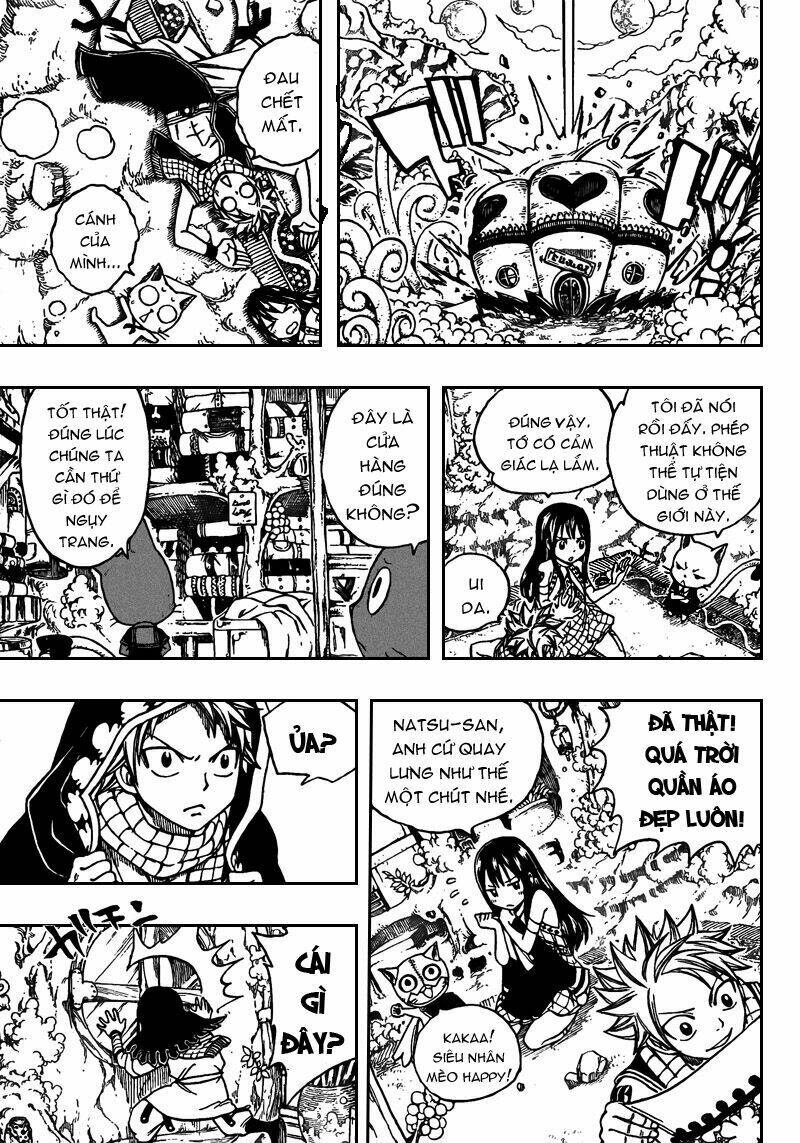 ĐAU
CHẾT
MẤT.
CÁNH
CỦA
MÌNH...
TÔI ĐÃ NÓI
RỒI ĐẤY. PHÉP
THUẬT KHÔNG
THỂ TỰ TIỆN
DÙNG Ở THẾ
GIỚI NÀY.
ĐÚNG VẬY.
TỚ CÓ CẢM
GIÁC LẠ LẮM.
UI
DA.
ĐÂY LÀ
CỬA
HÀNG
ĐÚNG
KHÔNG?
TỐT THẬT!
ĐÚNG LÚC
CHÚNG TA
CẦN THỨ
GÌ ĐÓ ĐỂ
NGỤY
TRANG.
ĐÃ THẬT!
QUÁ TRỜI
QUẦN ÁO
ĐẸP LUÔN!
NATSU-SAN,
ANH CỨ QUAY
LƯNG NHƯ THẾ
MỘT CHÚT NHÉ.
KAKAA!
SIÊU NHÂN
MÈO HAPPY!
ỦA?
CÁI
GÌ
ĐÂY?